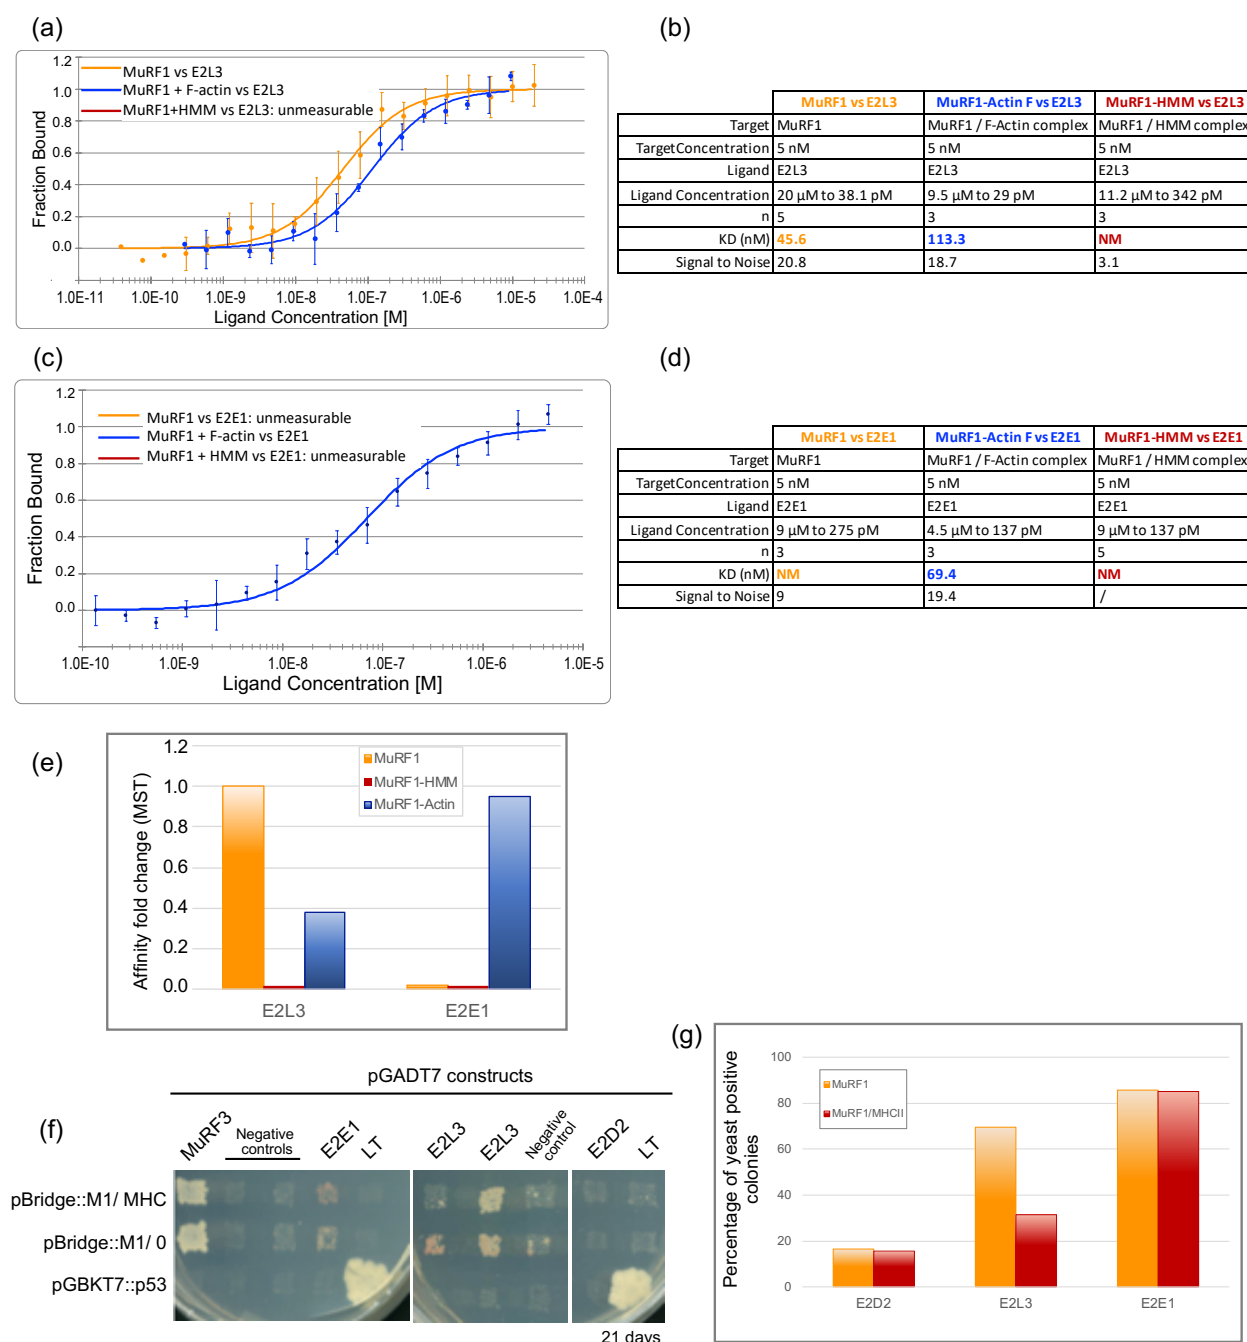 (a)
1.2
1.0
0.8
0.6
0.4
0.2
0.0
Fraction Bound
MuRF1 vs E2L3
MuRF1 + F-actin vs E2L3
MuRF1+HMM vs E2L3: unmeasurable
1.0E-11 1.0E-10 1.0E-9 1.0E-8 1.0E-7 1.0E-6 1.0E-5 1.0E-4
Ligand Concentration [M]
(b)
MuRF1 vs E2L3 MuRF1-Actin F vs E2L3 MuRF1-HMM vs E2L3
Target MuRF1 MuRF1 / F-Actin complex MuRF1 / HMM complex
TargetConcentration 5 nM 5 nM 5 nM
Ligand E2L3 E2L3 E2L3
Ligand Concentration 20 µM to 38.1 pM 9.5 µM to 29 pM 11.2 µM to 342 pM
n 5 3 3
KD (nM) 45.6 113.3 NM
Signal to Noise 20.8 18.7 3.1
(c)
1.2
1.0
0.8
0.6
0.4
0.2
0.0
Fraction Bound
MuRF1 vs E2E1: unmeasurable
MuRF1 + F-actin vs E2E1
MuRF1 + HMM vs E2E1: unmeasurable
1.0E-10 1.0E-9 1.0E-8 1.0E-7 1.0E-6 1.0E-5
Ligand Concentration [M]
(d)
MuRF1 vs E2E1 MuRF1-Actin F vs E2E1 MuRF1-HMM vs E2E1
Target MuRF1 MuRF1 / F-Actin complex MuRF1 / HMM complex
TargetConcentration 5 nM 5 nM 5 nM
Ligand E2E1 E2E1 E2E1
Ligand Concentration 9 µM to 275 pM 4.5 µM to 137 pM 9 µM to 137 pM
n 3 3 5
KD (nM) NM 69.4 NM
Signal to Noise 9 19.4 /
(e)
1.2
1.0
0.8
0.6
0.4
0.2
0.0
Affinity fold change (MST)
MuRF1
MuRF1-HMM
MuRF1-Actin
E2L3 E2E1
(f)
pGADT7 constructs
MuRF3 Negative controls E2E1 LT E2L3 E2L3 Negative control E2D2 LT
pBridge::M1/ MHC
pBridge::M1/ 0
pGBKT7::p53
21 days
(g)
100
80
60
40
20
0
Percentage of yeast positive
colonies
MuRF1
MuRF1/MHCII
E2D2 E2L3 E2E1